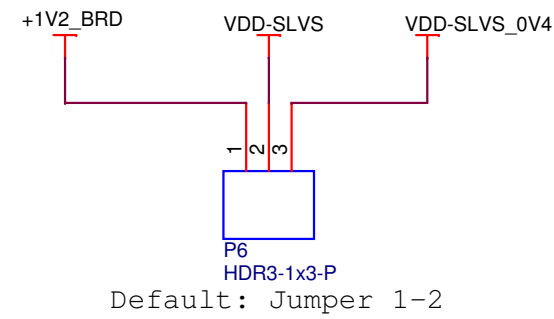 +1V2_BRD
VDD-SLVS
VDD-SLVS_0V4
1
2
3
P6
HDR3-1x3-P
Default: Jumper 1-2